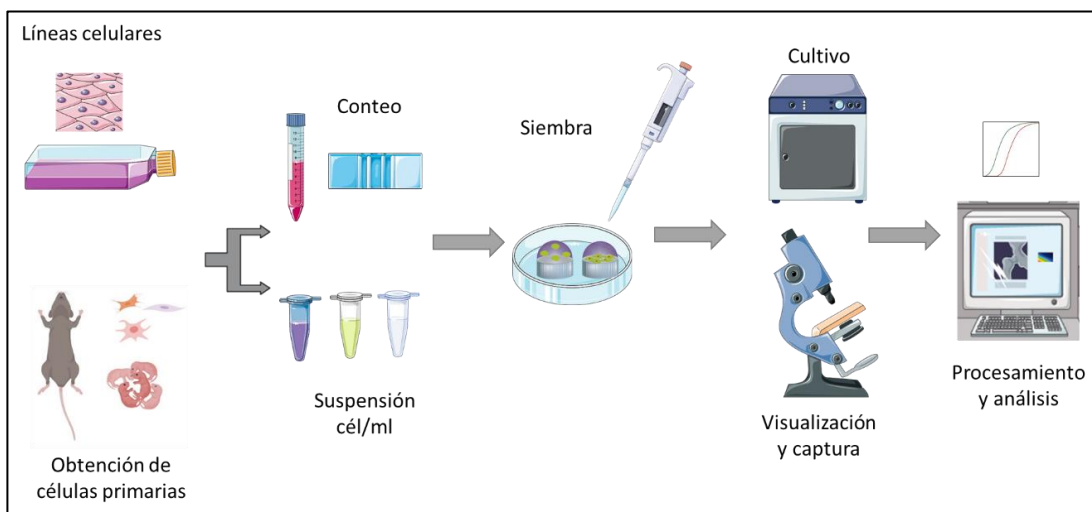 Líneas celulares
Obtención de
células primarias
Conteo
Suspensión
cél/ml
Siembra
Cultivo
Visualización
y captura
Procesamiento
y análisis